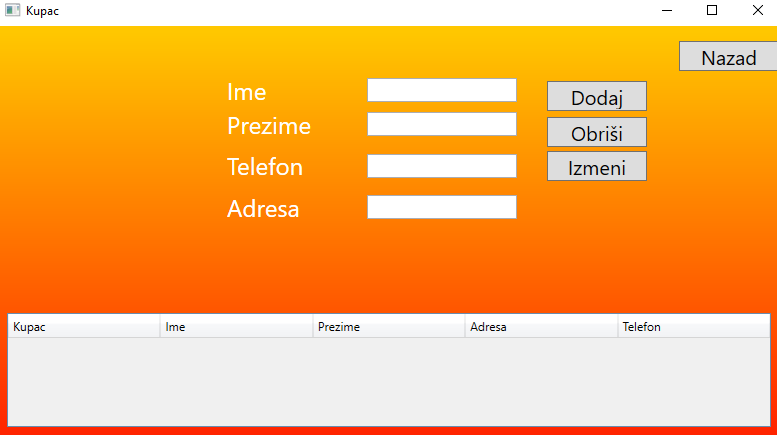 Kupac
Nazad
Ime
Dodaj
Prezime
Obriši
Telefon
Izmeni
Adresa
Kupac Ime Prezime Adresa Telefon